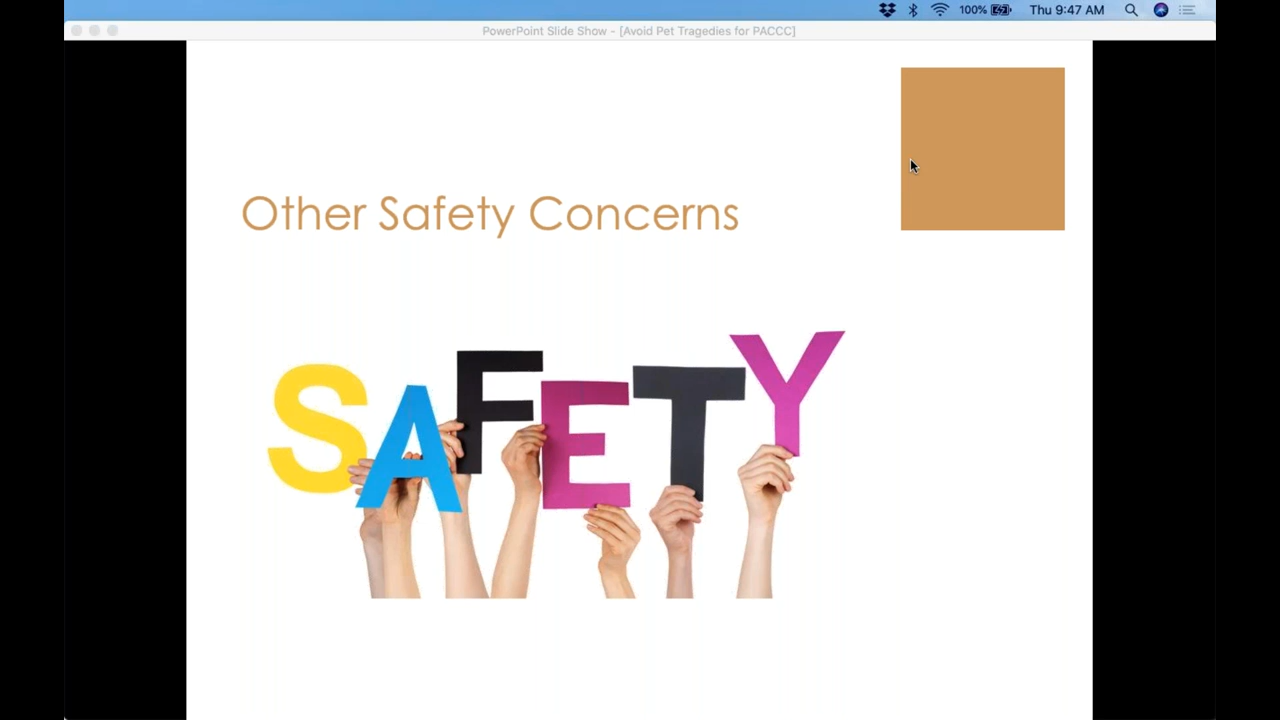 100% Thu 9:47 AM
PowerPoint Slide Show - [Avoid Pet Tragedies for PACCC]
Other Safety Concerns
SAFETY